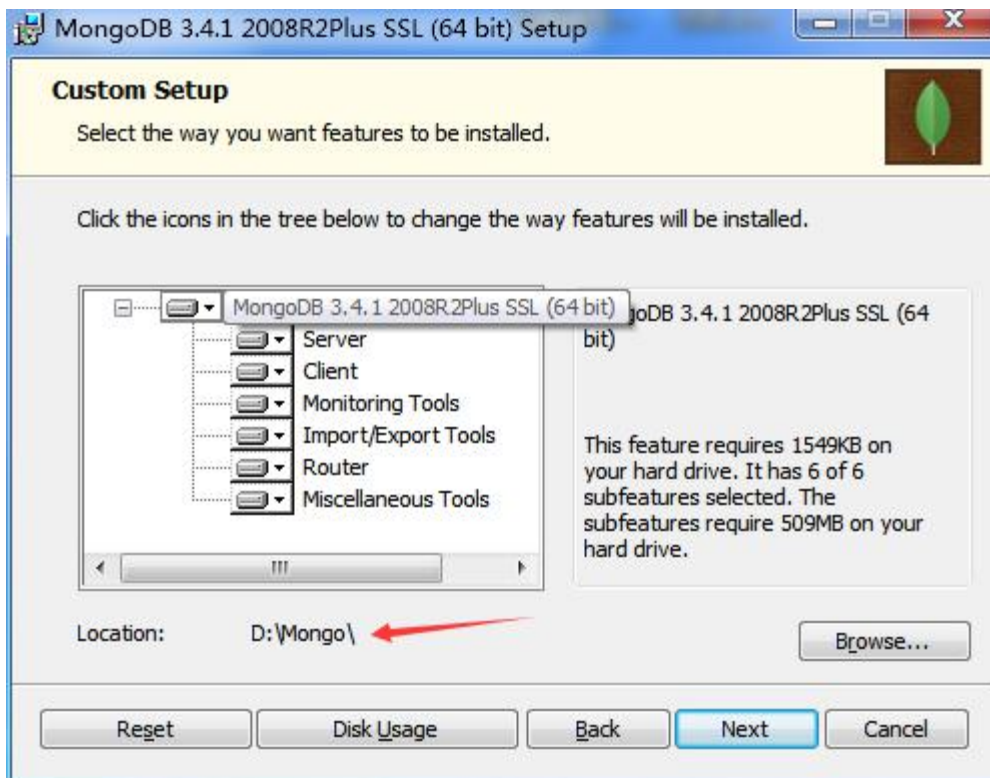 MongoDB 3.4.1 2008R2Plus SSL (64 bit) Setup
Custom Setup
Select the way you want features to be installed.
Click the icons in the tree below to change the way features will be installed.
MongoDB 3.4.1 2008R2Plus SSL (64 bit)
Server
Client
Monitoring Tools
Import/Export Tools
Router
Miscellaneous Tools
goDB 3.4.1 2008R2Plus SSL (64
bit)
This feature requires 1549KB on
your hard drive. It has 6 of 6
subfeatures selected. The
subfeatures require 509MB on your
hard drive.
Location: D:\Mongo\
Browse...
Reset Disk Usage Back Next Cancel